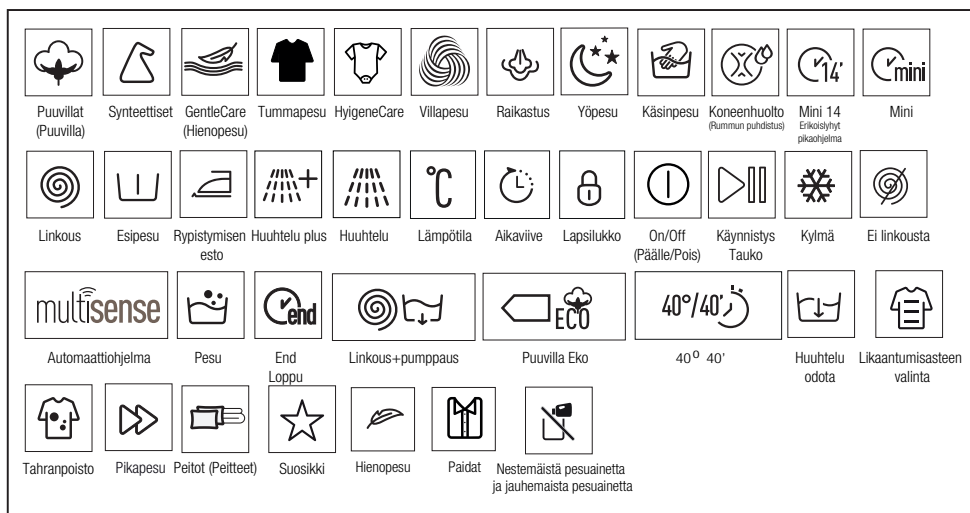 14'
mini
Puuvillat
(Puuvilla)
Synteettiset
GentleCare
(Hienopesu)
Tummapesu
HyigeneCare
Villapesu
Raikastus
Yöpesu
Käsinpesu
Koneenhuolto
(Rummun puhdistus)
Mini 14
Erikoislyhyt
pikaohjelma
Mini
°C
Linkous
Esipesu
Rypistymisen
esto
Huuhtelu plus
Huuhtelu
Lämpötila
Aikaviive
Lapsilukko
On/Off
(Päälle/Pois)
Käynnistys
Tauko
Kylmä
Ei linkousta
multisense
end
ECO
40°/40'
Automaattiohjelma
Pesu
End
Loppu
Linkous+pumppaus
Puuvilla Eko
40⁰ 40’
Huuhtelu
odota
Likaantumisasteen
valinta
Tahranpoisto
Pikapesu
Peitot (Peitteet)
Suosikki
Hienopesu
Paidat
Nestemäistä pesuainetta
ja jauhemaista pesuainetta